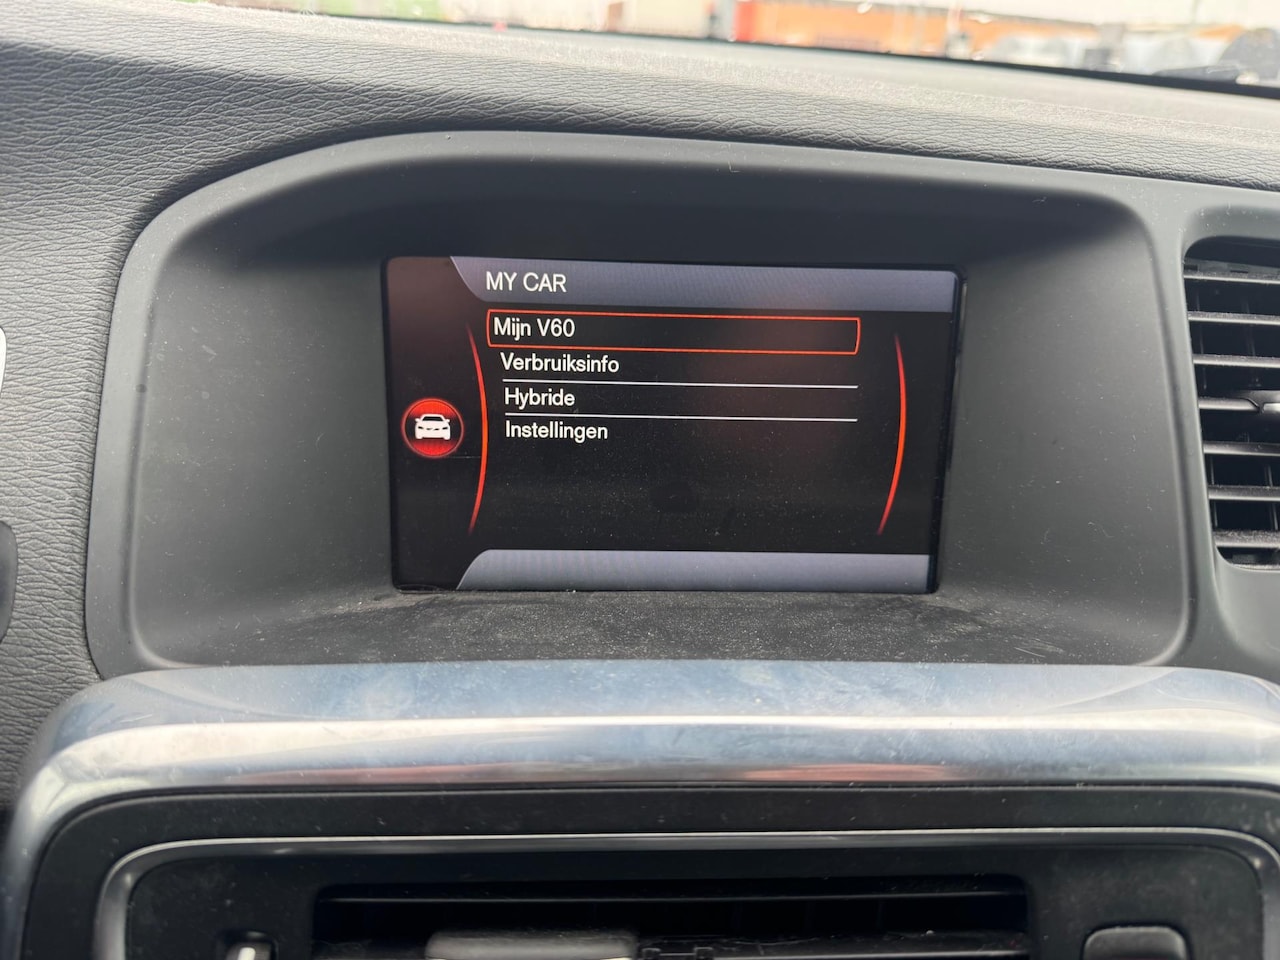 MY CAR
Mijn V60
Verbruiksinfo
Hybride
Instellingen